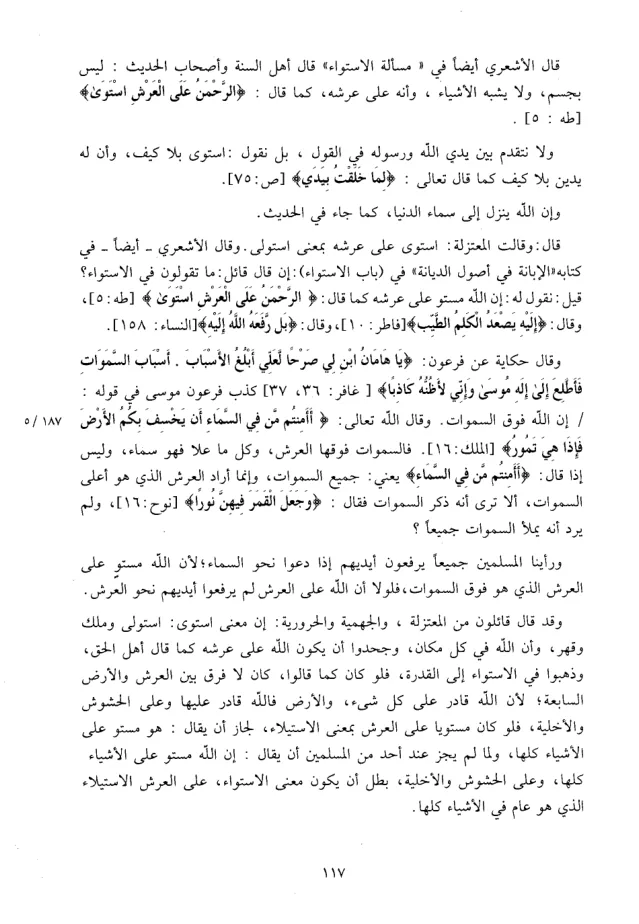 قال الأشعري أيضاً في « مسألة الاستواء» قال أهل السنة وأصحاب الحديث : ليس
بجسم، ولا يشبه الأشياء ، وأنه على عرشه، كما قال : ﴿الرَّحْمَنُ عَلَى الْعَرْشِ اسْتَوَىٰ﴾
[طه : ٥] .
ولا نتقدم بين يدي اللّه ورسوله في القول ، بل نقول :استوى بلا كيف، وأن له
يدين بلا كيف كما قال تعالى : ﴿لِمَا خَلَقْتُ بِيَدَيَّ﴾ [ص:٧٥].
وإن اللّه ينزل إلى سماء الدنيا، كما جاء في الحديث.
قال:وقالت المعتزلة: استوى على عرشه بمعنى استولى.وقال الأشعري ـ أيضاً ـ في
كتابه«الإبانة في أصول الديانة» في (باب الاستواء):إن قال قائل:ما تقولون في الاستواء؟
قيل:نقول له:إن اللّه مستو على عرشه كما قال:﴿ الرَّحْمَنُ عَلَى الْعَرْشِ اسْتَوَىٰ ﴾ [طه:٥]،
وقال:﴿إِلَيْهِ يَصْعَدُ الْكَلِمُ الطَّيِّبُ﴾[فاطر:١٠]،وقال:﴿بَل رَّفَعَهُ اللَّهُ إِلَيْهِ﴾[النساء: ١٥٨].
وقال حكاية عن فرعون: ﴿يَا هَامَانُ ابْنِ لِي صَرْحًا لَّعَلِّي أَبْلُغُ الأَسْبَابَ . أَسْبَابَ السَّمَوَاتِ
فَأَطَّلِعَ إِلَىٰ إِلَهِ مُوسَىٰ وَإِنِّي لأَظُنُّهُ كَاذِبًا﴾ [ غافر: ٣٦، ٣٧] كذب فرعون موسى في قوله :
/ إن اللّه فوق السموات. وقال اللّه تعالى: ﴿ أَأَمِنتُم مَّن فِي السَّمَاءِ أَن يَخْسِفَ بِكُمُ الأَرْضَ ٥/ ١٨٧
فَإِذَا هِيَ تَمُورُ﴾ [الملك:١٦]. فالسموات فوقها العرش، وكل ما علا فهو سماء، وليس
إذا قال: ﴿أَأَمِنتُم مَّن فِي السَّمَاءِ﴾ يعني: جميع السموات، وإنما أراد العرش الذي هو أعلى
السموات، ألا ترى أنه ذكر السموات فقال : ﴿وَجَعَلَ الْقَمَرَ فِيهِنَّ نُورًا﴾ [نوح:١٦]، ولم
يرد أنه يملأ السموات جميعاً ؟
ورأينا المسلمين جميعاً يرفعون أيديهم إذا دعوا نحو السماء؛لأن اللّه مستوٍ على
العرش الذي هو فوق السموات،فلولا أن اللّه على العرش لم يرفعوا أيديهم نحو العرش.
وقد قال قائلون من المعتزلة ، والجهمية والحرورية: إن معنى استوى: استولى وملك
وقهر، وأن اللّه في كل مكان، وجحدوا أن يكون اللّه على عرشه كما قال أهل الحق،
وذهبوا في الاستواء إلى القدرة، فلو كان كما قالوا، كان لا فرق بين العرش والأرض
السابعة؛ لأن اللّه قادر على كل شيء، والأرض فاللّه قادر عليها وعلى الحشوش
والأخلية، فلو كان مستويا على العرش بمعنى الاستيلاء، لجاز أن يقال : هو مستو على
الأشياء كلها، ولما لم يجز عند أحد من المسلمين أن يقال : إن اللّه مستو على الأشياء
كلها، وعلى الحشوش والأخلية، بطل أن يكون معنى الاستواء، على العرش الاستيلاء
الذي هو عام في الأشياء كلها.
١١٧